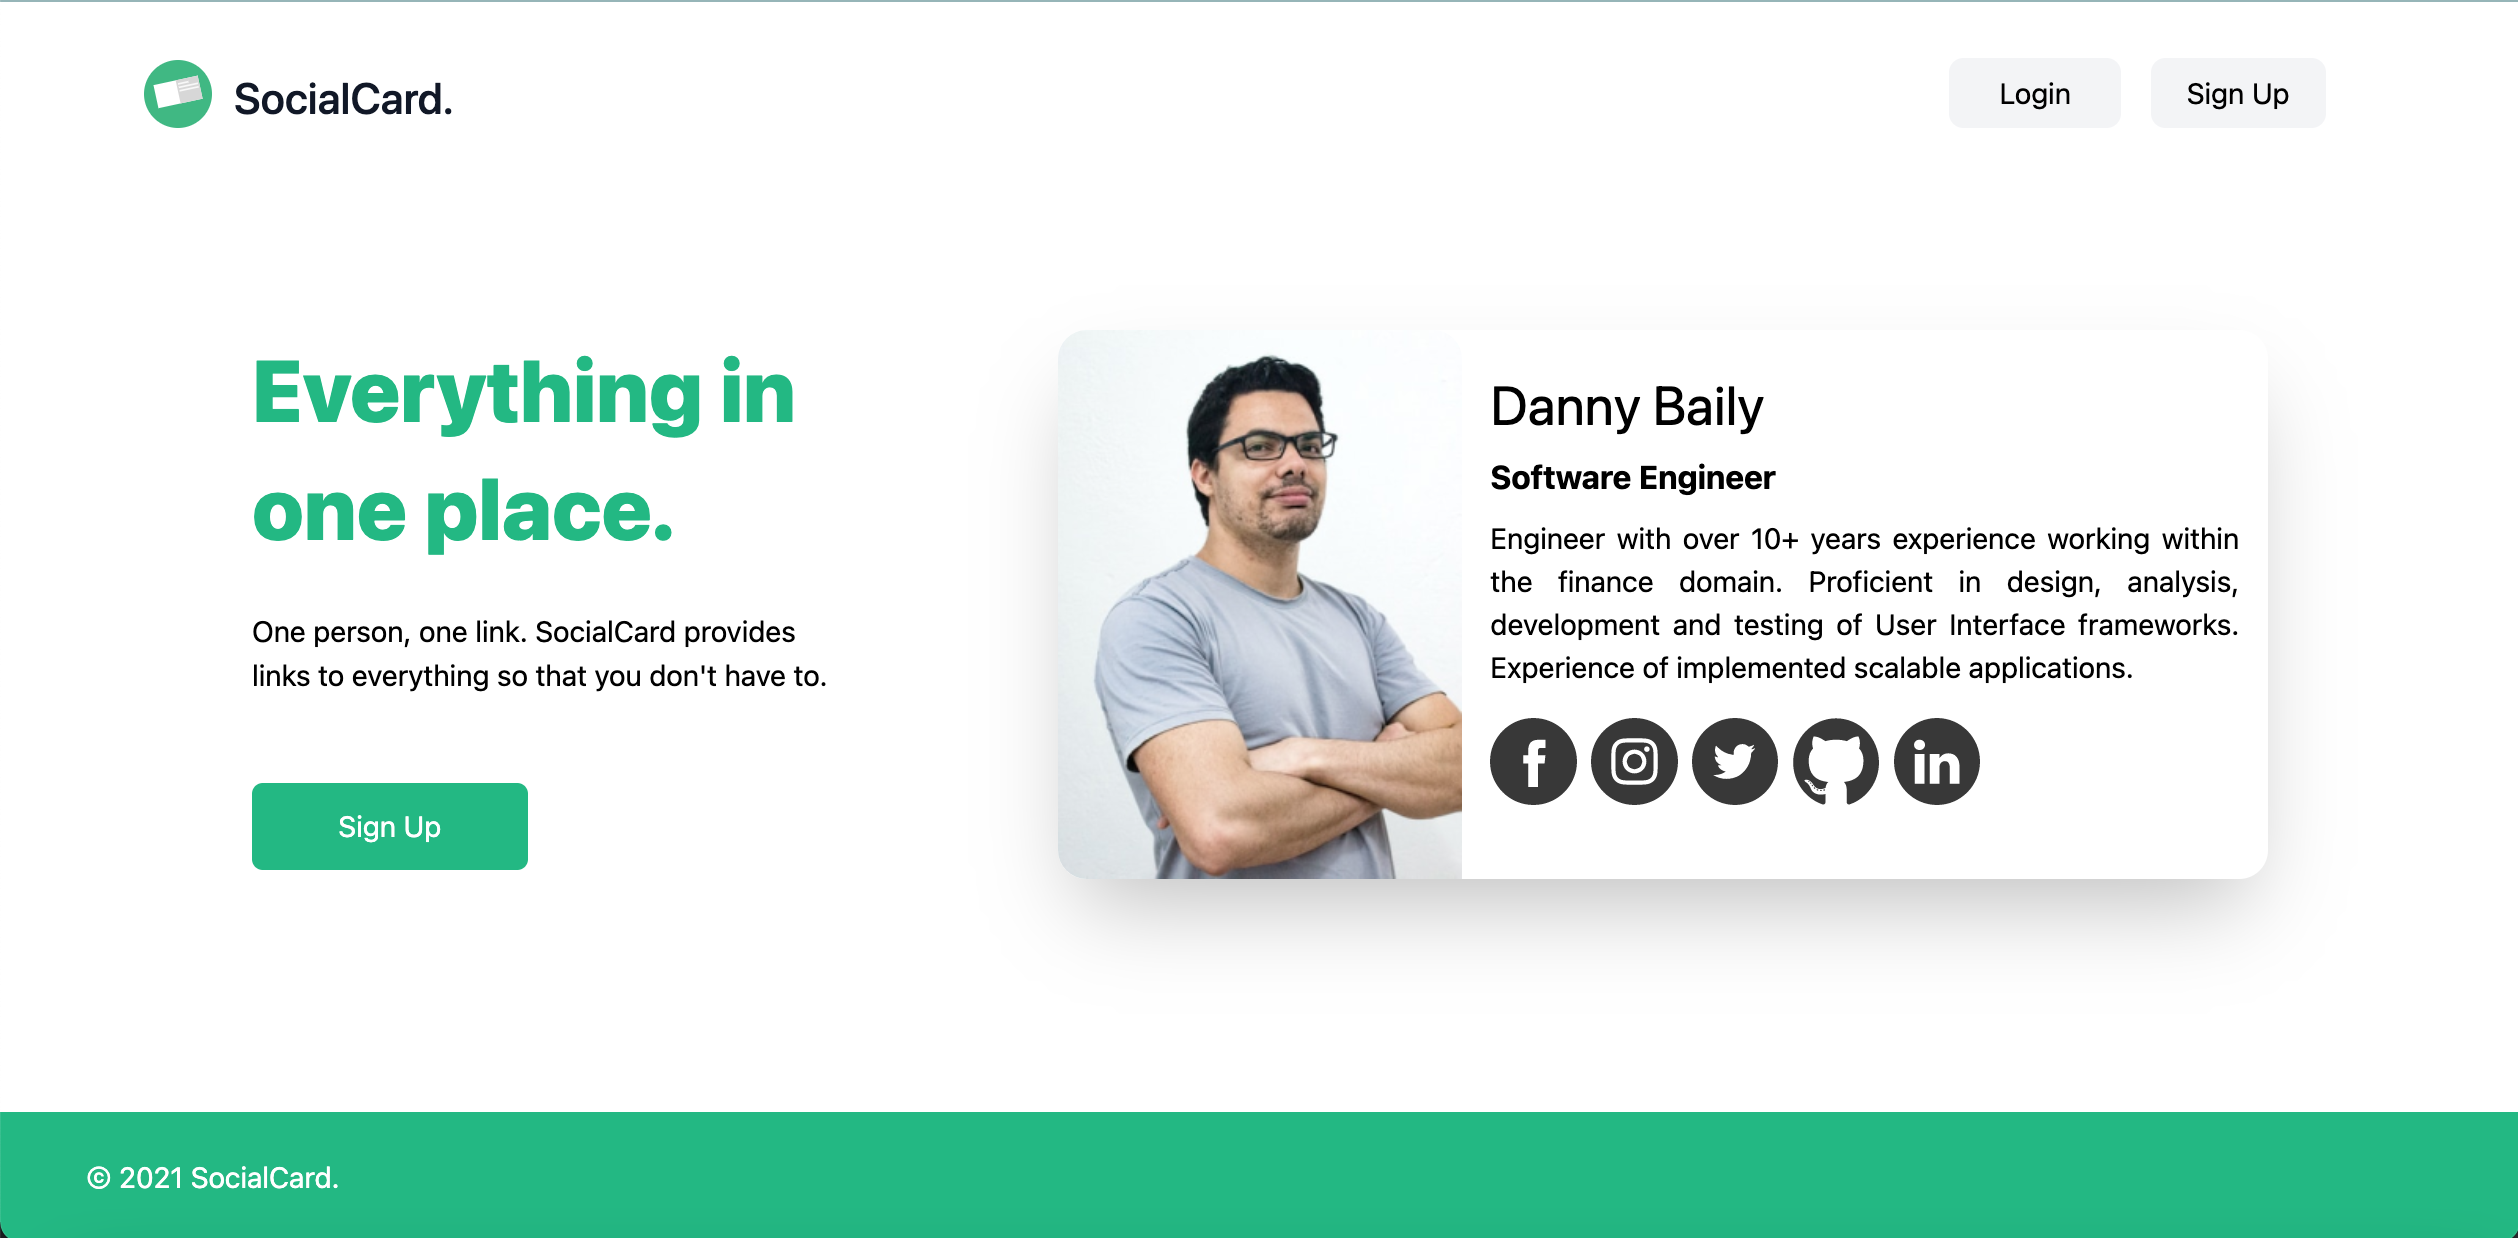 SocialCard.
Login
Sign Up
Everything in
one place.
One person, one link. SocialCard provides
links to everything so that you don't have to.
Sign Up
Danny Baily
Software Engineer
Engineer with over 10+ years experience working within
the finance domain. Proficient in design, analysis,
development and testing of User Interface frameworks.
Experience of implemented scalable applications.
© 2021 SocialCard.